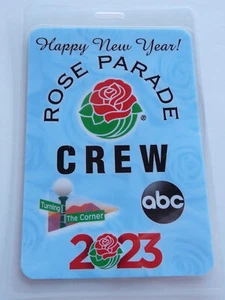 Happy New Year!
ROSE PARADE
®
CREW
Turning
The Corner
abc
2023